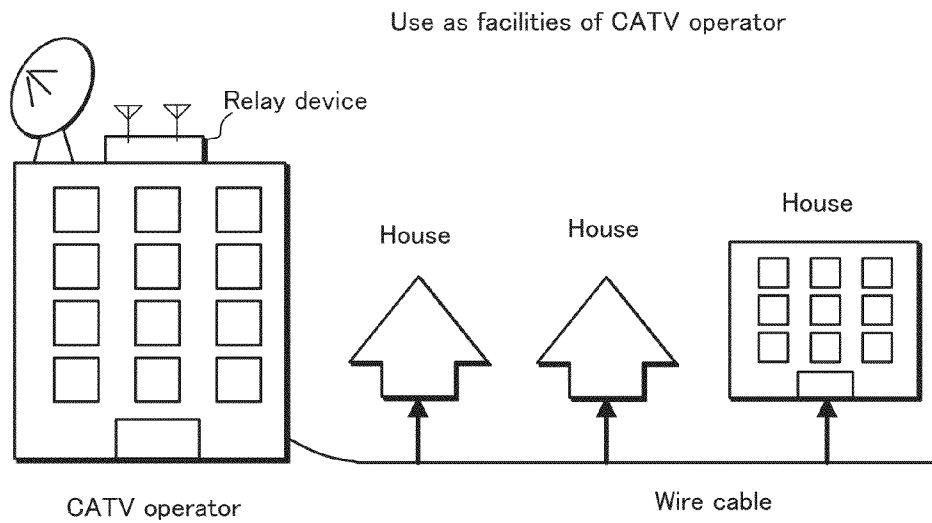 Use as facilities of CATV operator
Relay device
House
House
House
CATV operator
Wire cable